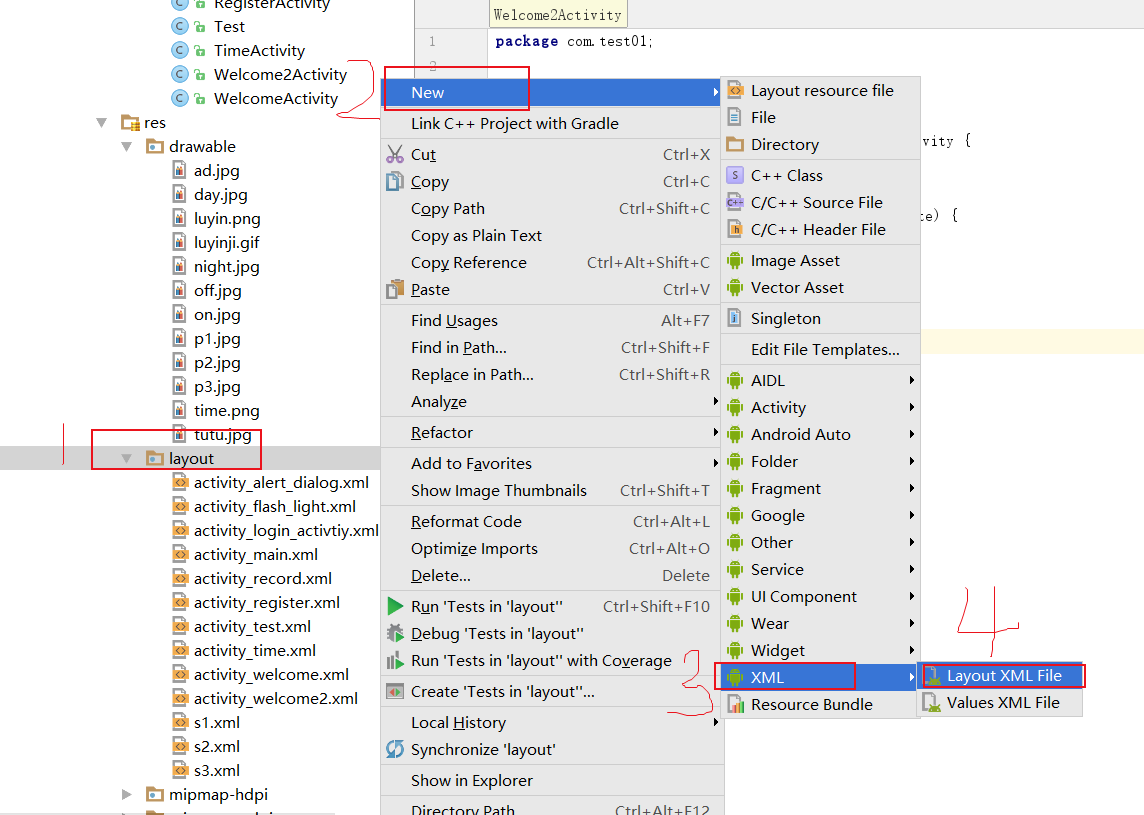 RegisterActivity
Test
TimeActivity
Welcome2Activity
WelcomeActivity
res
drawable
ad.jpg
day.jpg
luyin.png
luyinji.gif
night.jpg
off.jpg
on.jpg
p1.jpg
p2.jpg
p3.jpg
time.png
tutu.jpg
1
layout
activity_alert_dialog.xml
activity_flash_light.xml
activity_login_activtiy.xml
activity_main.xml
activity_record.xml
activity_register.xml
activity_test.xml
activity_time.xml
activity_welcome.xml
activity_welcome2.xml
s1.xml
s2.xml
s3.xml
mipmap-hdpi
Welcome2Activity
1 package com.test01;
2
vity {
te) {
2
New
Link C++ Project with Gradle
Cut Ctrl+X
Copy Ctrl+C
Copy Path Ctrl+Shift+C
Copy as Plain Text
Copy Reference Ctrl+Alt+Shift+C
Paste Ctrl+V
Find Usages Alt+F7
Find in Path... Ctrl+Shift+F
Replace in Path... Ctrl+Shift+R
Analyze
Refactor
Add to Favorites
Show Image Thumbnails Ctrl+Shift+T
Reformat Code Ctrl+Alt+L
Optimize Imports Ctrl+Alt+O
Delete... Delete
Run 'Tests in 'layout'' Ctrl+Shift+F10
Debug 'Tests in 'layout''
Run 'Tests in 'layout'' with Coverage
Create 'Tests in 'layout''...
Local History
Synchronize 'layout'
Show in Explorer
Directory Path Ctrl+Alt+F12
Layout resource file
File
Directory
C++ Class
C/C++ Source File
C/C++ Header File
Image Asset
Vector Asset
Singleton
Edit File Templates...
AIDL
Activity
Android Auto
Folder
Fragment
Google
Other
Service
UI Component
Wear
Widget
3
XML
Resource Bundle
4
Layout XML File
Values XML File